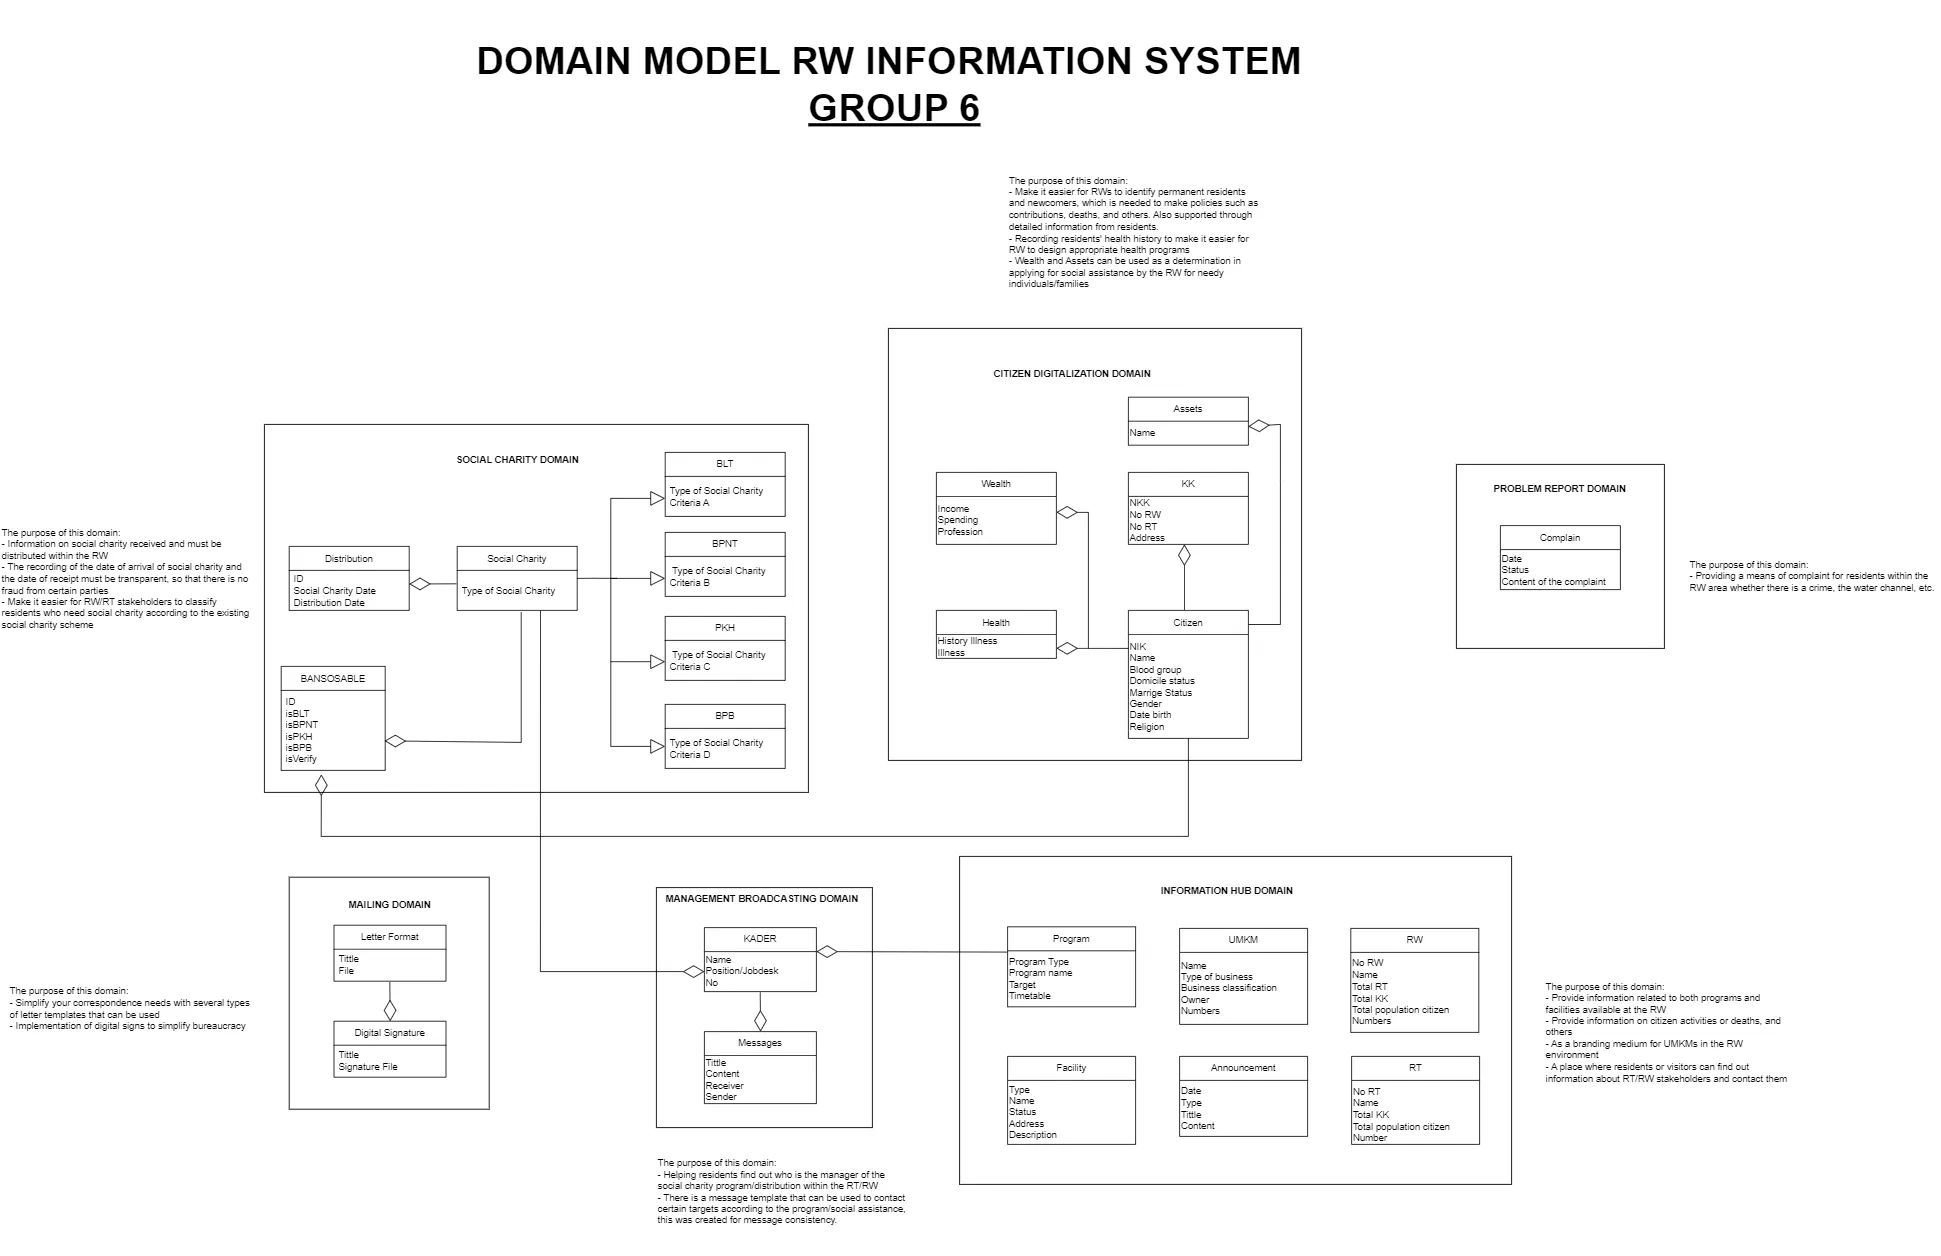 DOMAIN MODEL RW INFORMATION SYSTEM
GROUP 6
The purpose of this domain:
- Make it easier for RWs to identify permanent residents
and newcomers, which is needed to make policies such as
contributions, deaths, and others. Also supported through
detailed information from residents.
- Recording residents' health history to make it easier for
RW to design appropriate health programs
- Wealth and Assets can be used as a determination in
applying for social assistance by the RW for needy
individuals/families
CITIZEN DIGITALIZATION DOMAIN
Assets
Name
Wealth
Income
Spending
Profession
KK
NKK
No RW
No RT
Address
Health
History Illness
Illness
Citizen
NIK
Name
Blood group
Domicile status
Marrige Status
Gender
Date birth
Religion
SOCIAL CHARITY DOMAIN
BLT
Type of Social Charity
Criteria A
BPNT
Type of Social Charity
Criteria B
PKH
Type of Social Charity
Criteria C
BPB
Type of Social Charity
Criteria D
Distribution
ID
Social Charity Date
Distribution Date
Social Charity
Type of Social Charity
BANSOSABLE
ID
isBLT
isBPNT
isPKH
isBPB
isVerify
The purpose of this domain:
- Information on social charity received and must be
distributed within the RW
- The recording of the date of arrival of social charity and
the date of receipt must be transparent, so that there is no
fraud from certain parties
- Make it easier for RW/RT stakeholders to classify
residents who need social charity according to the existing
social charity scheme
PROBLEM REPORT DOMAIN
Complain
Date
Status
Content of the complaint
The purpose of this domain:
- Providing a means of complaint for residents within the
RW area whether there is a crime, the water channel, etc.
MAILING DOMAIN
Letter Format
Tittle
File
Digital Signature
Tittle
Signature File
The purpose of this domain:
- Simplify your correspondence needs with several types
of letter templates that can be used
- Implementation of digital signs to simplify bureaucracy
MANAGEMENT BROADCASTING DOMAIN
KADER
Name
Position/Jobdesk
No
Messages
Tittle
Content
Receiver
Sender
The purpose of this domain:
- Helping residents find out who is the manager of the
social charity program/distribution within the RT/RW
- There is a message template that can be used to contact
certain targets according to the program/social assistance,
this was created for message consistency.
INFORMATION HUB DOMAIN
Program
Program Type
Program name
Target
Timetable
UMKM
Name
Type of business
Business classification
Owner
Numbers
RW
No RW
Name
Total RT
Total KK
Total population citizen
Numbers
Facility
Type
Name
Status
Address
Description
Announcement
Date
Type
Tittle
Content
RT
No RT
Name
Total KK
Total population citizen
Number
The purpose of this domain:
- Provide information related to both programs and
facilities available at the RW
- Provide information on citizen activities or deaths, and
others
- As a branding medium for UMKMs in the RW
environment
- A place where residents or visitors can find out
information about RT/RW stakeholders and contact them